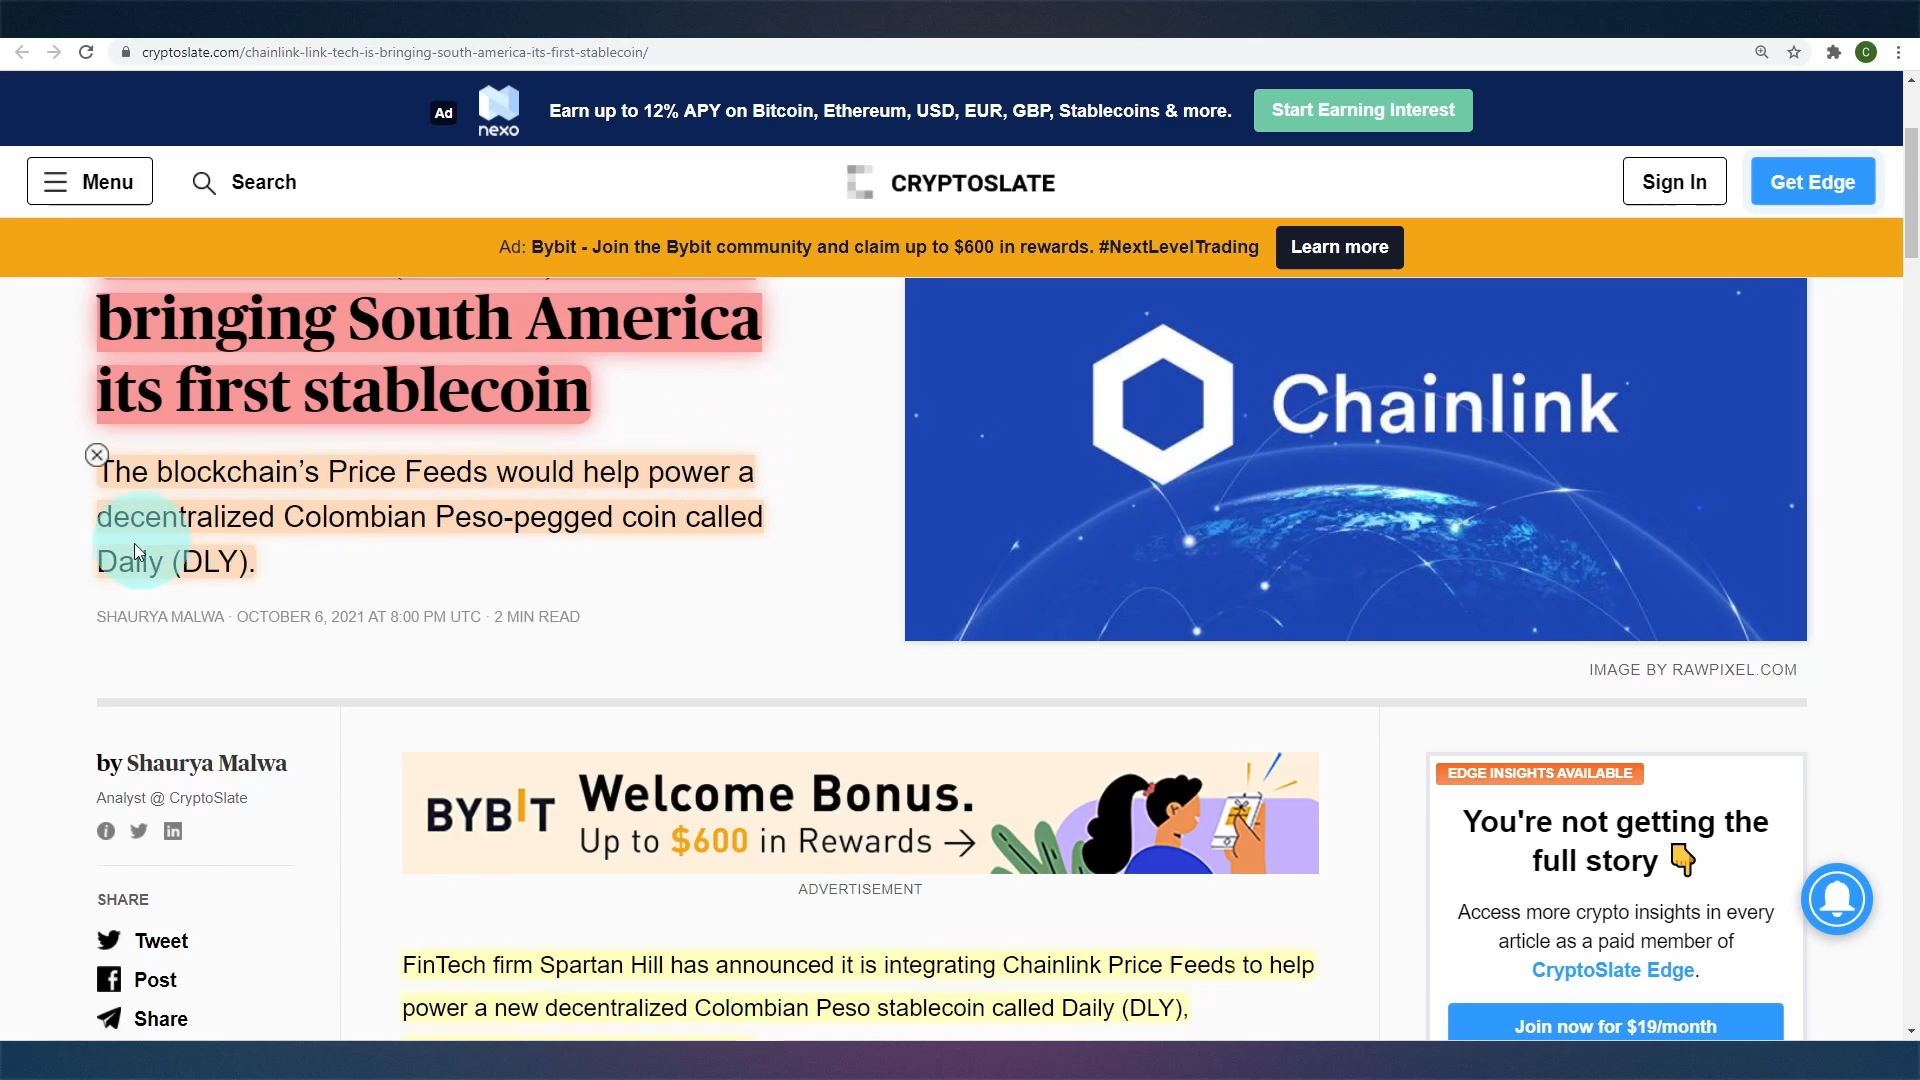 cryptoslate.com/chainlink-link-tech-is-bringing-south-america-its-first-stablecoin/
C
Ad
nexo
Earn up to 12% APY on Bitcoin, Ethereum, USD, EUR, GBP, Stablecoins & more.
Start Earning Interest
Menu
Search
CRYPTOSLATE
Sign In
Get Edge
Ad: Bybit - Join the Bybit community and claim up to $600 in rewards. #NextLevelTrading
Learn more
bringing South America
its first stablecoin
Chainlink
The blockchain’s Price Feeds would help power a
decentralized Colombian Peso-pegged coin called
Daily (DLY).
SHAURYA MALWA · OCTOBER 6, 2021 AT 8:00 PM UTC · 2 MIN READ
IMAGE BY RAWPIXEL.COM
by Shaurya Malwa
Analyst @ CryptoSlate
SHARE
Tweet
Post
Share
BYBIT
Welcome Bonus.
Up to $600 in Rewards →
ADVERTISEMENT
FinTech firm Spartan Hill has announced it is integrating Chainlink Price Feeds to help
power a new decentralized Colombian Peso stablecoin called Daily (DLY),
EDGE INSIGHTS AVAILABLE
You're not getting the
full story 👇
Access more crypto insights in every
article as a paid member of
CryptoSlate Edge.
Join now for $19/month